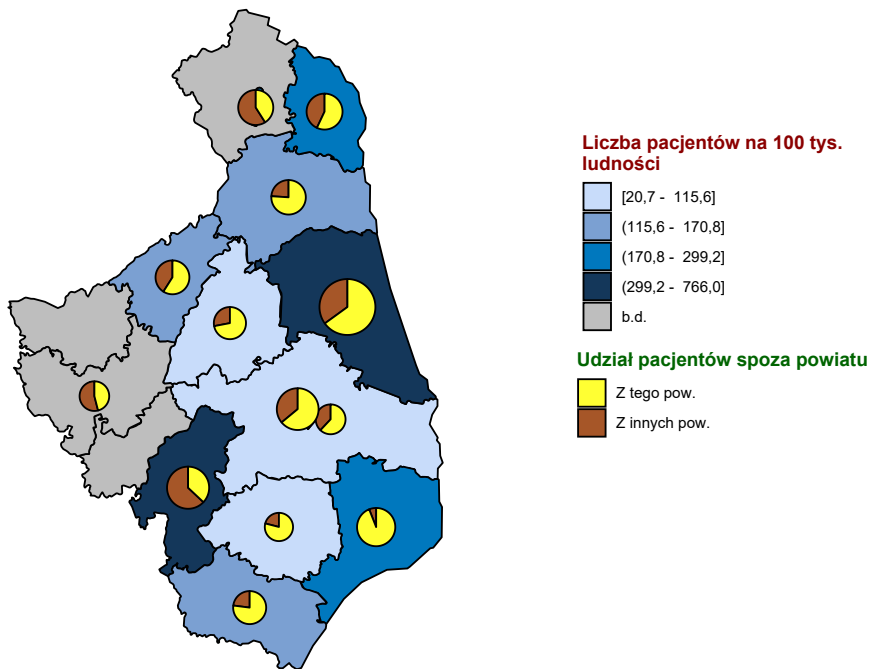 Liczba pacjentów na 100 tys.
ludności
[20,7 - 115,6]
(115,6 - 170,8]
(170,8 - 299,2]
(299,2 - 766,0]
b.d.
Udział pacjentów spoza powiatu
Z tego pow.
Z innych pow.